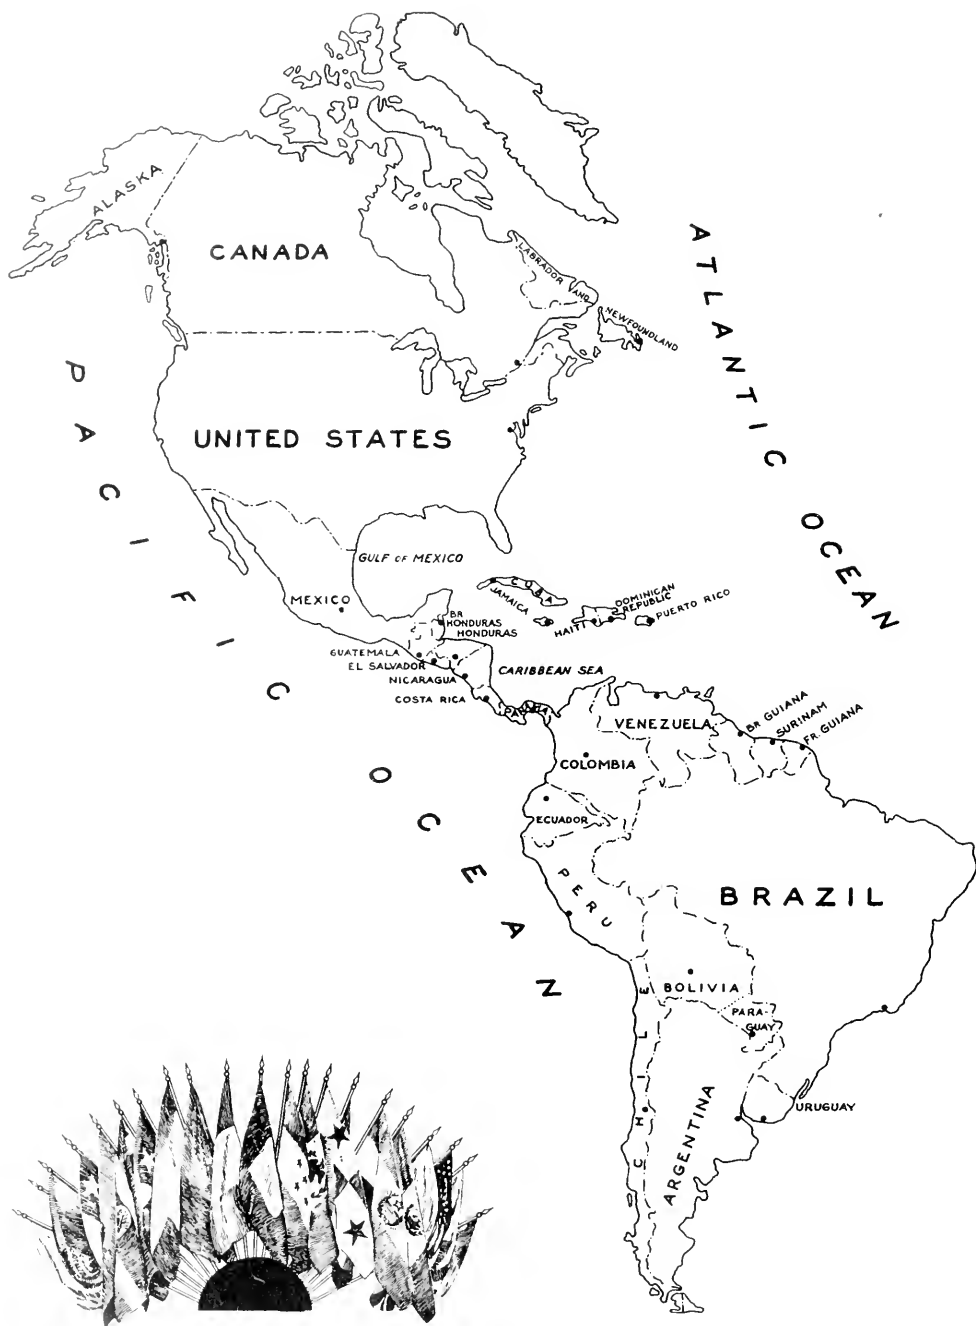 ALASKA
CANADA
LABRADOR AND
NEWFOUNDLAND
ATLANTIC OCEAN
PACIFIC OCEAN
UNITED STATES
GULF OF MEXICO
MEXICO
CUBA
JAMAICA
HAITI
DOMINICAN
REPUBLIC
PUERTO RICO
BR
HONDURAS
HONDURAS
GUATEMALA
EL SALVADOR
NICARAGUA
COSTA RICA
PANAMA
CARIBBEAN SEA
VENEZUELA
BR GUIANA
SURINAM
FR. GUIANA
COLOMBIA
ECUADOR
PERU
BRAZIL
BOLIVIA
PARA-
GUAY
CHILE
ARGENTINA
URUGUAY